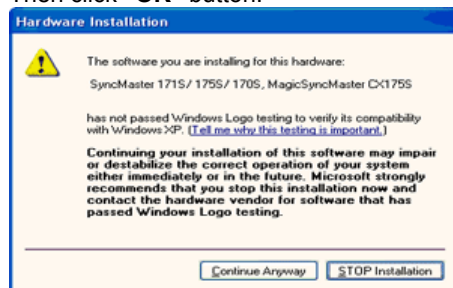 Then click "OK" button.
Hardware Installation
The software you are installing for this hardware:
SyncMaster 171S/ 175S/ 170S, MagicSyncMaster CX175S
has not passed Windows Logo testing to verify its compatibility
with Windows XP. (Tell me why this testing is important.)
Continuing your installation of this software may impair
or destabilize the correct operation of your system
either immediately or in the future. Microsoft strongly
recommends that you stop this installation now and
contact the hardware vendor for software that has
passed Windows Logo testing.
Continue Anyway
STOP Installation